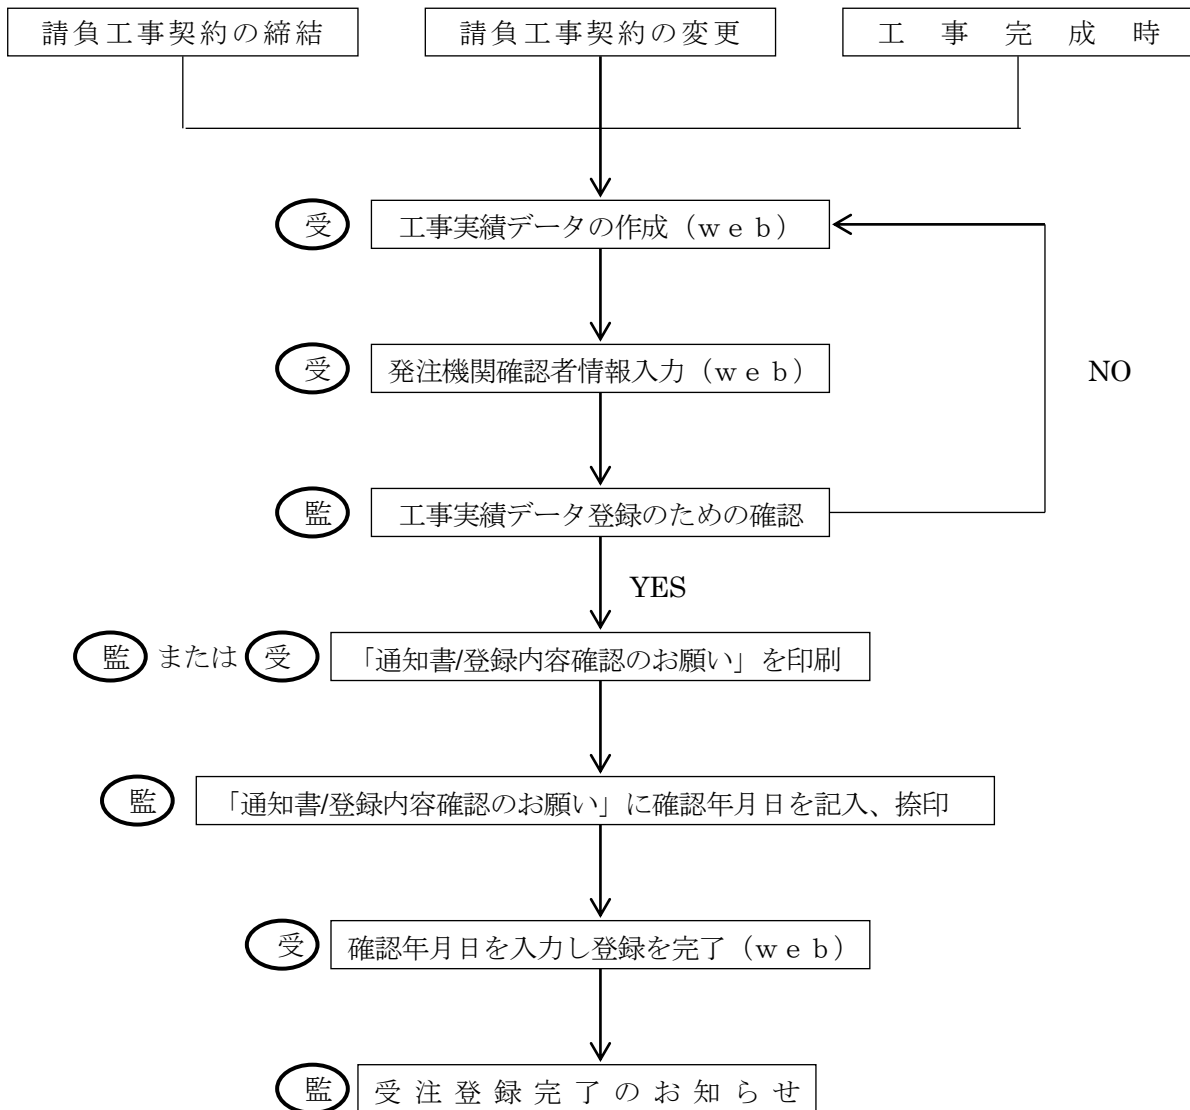 請負工事契約の締結
請負工事契約の変更
工事完成時
受 工事実績データの作成（ｗｅｂ）
受 発注機関確認者情報入力（ｗｅｂ）
NO
監 工事実績データ登録のための確認
YES
監 または 受 「通知書/登録内容確認のお願い」を印刷
監 「通知書/登録内容確認のお願い」に確認年月日を記入、捺印
受 確認年月日を入力し登録を完了（ｗｅｂ）
監 受注登録完了のお知らせ